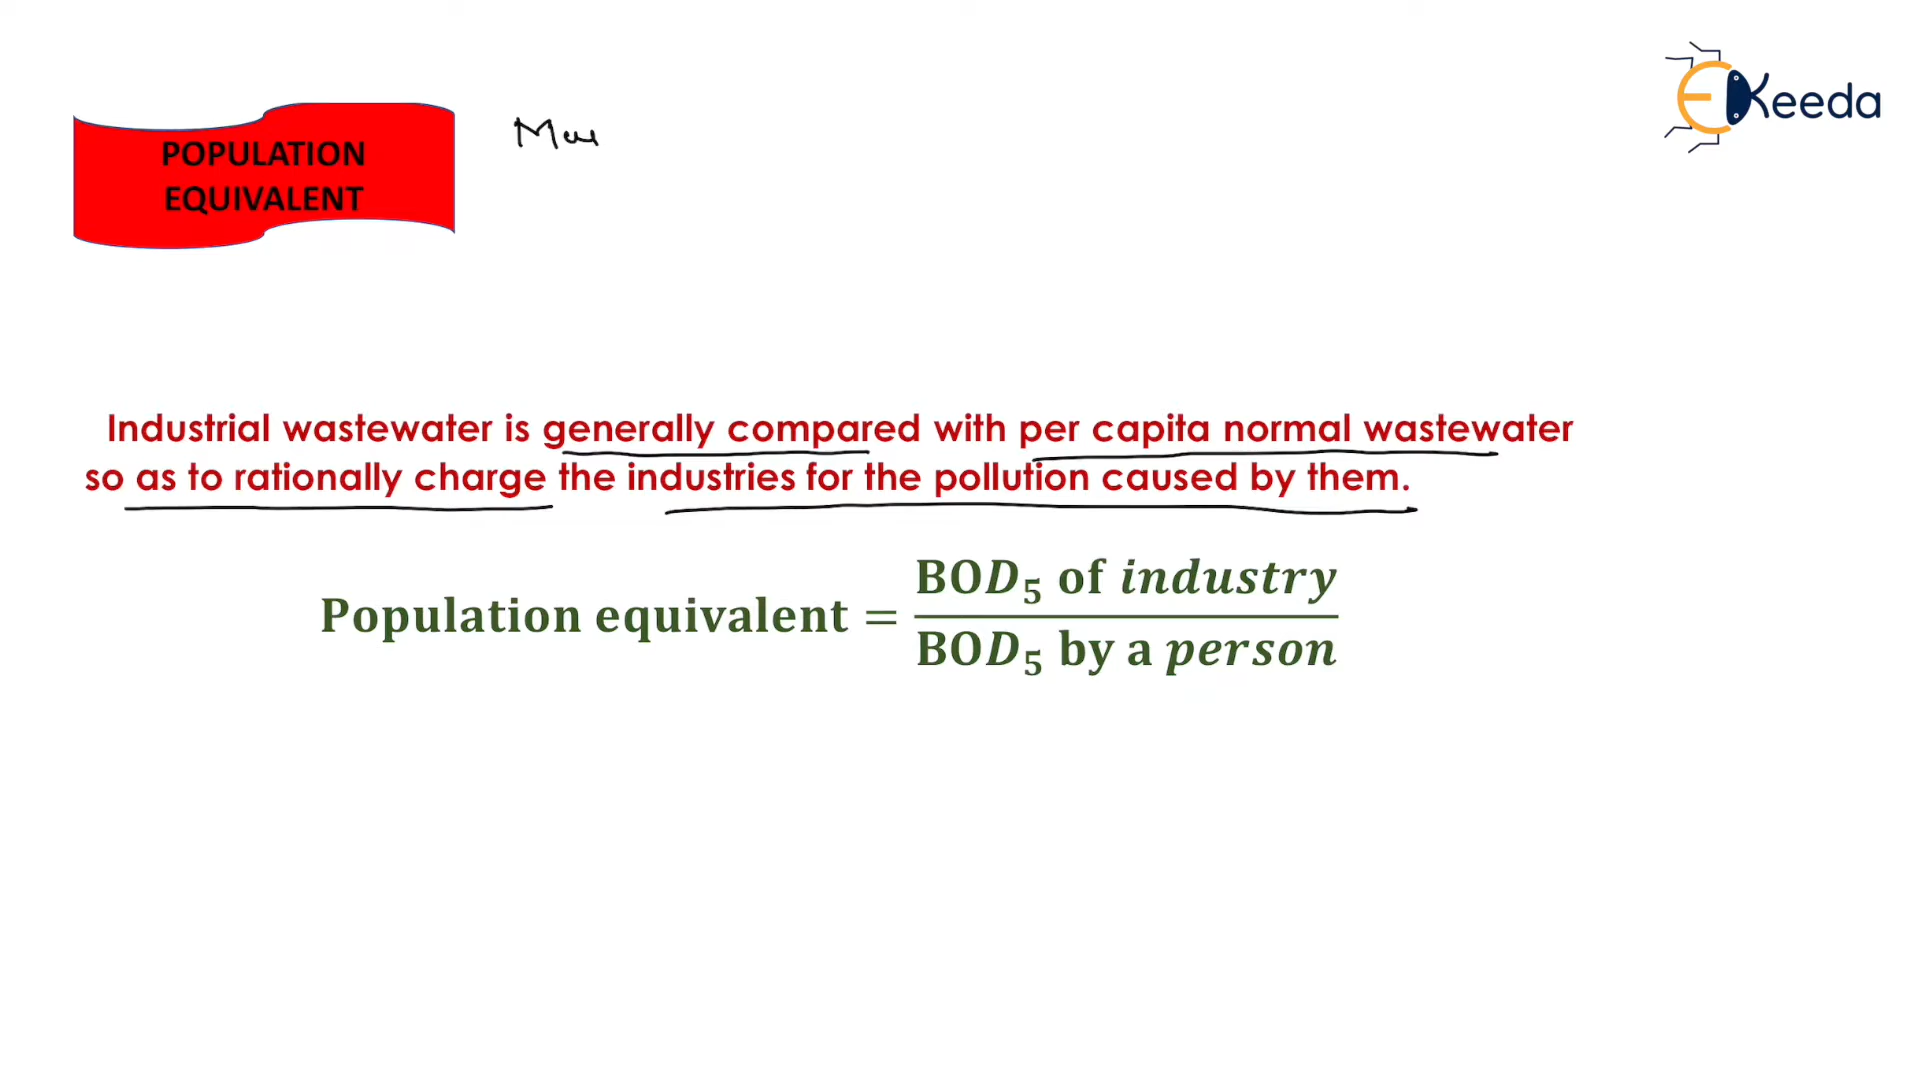 Keeda
POPULATION
EQUIVALENT
Industrial wastewater is generally compared with per capita normal wastewater
so as to rationally charge the industries for the pollution caused by them.
Population equivalent = BOD₅ of industry / BOD₅ by a person